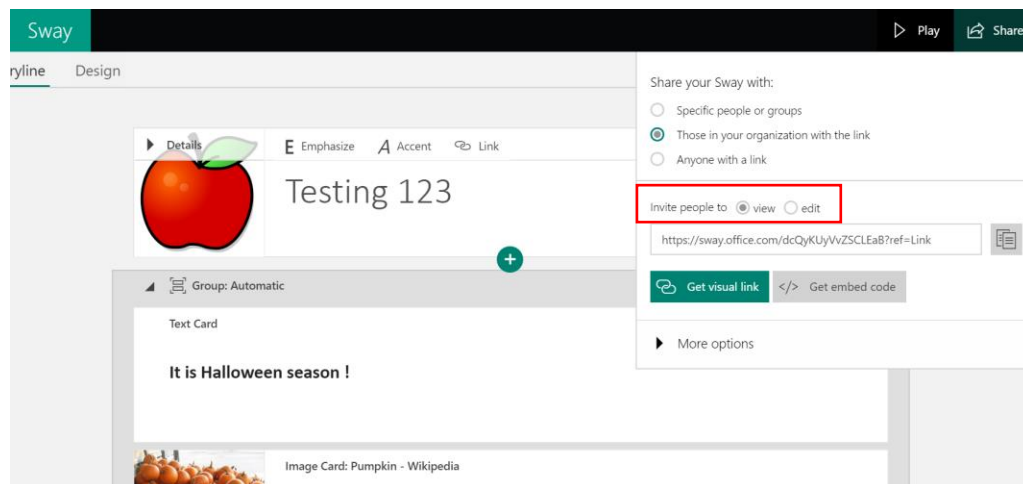 Sway
Play
Share
ryline Design
Share your Sway with:
Specific people or groups
Those in your organization with the link
Anyone with a link
Details
E Emphasize A Accent Link
Testing 123
Invite people to view edit
https://sway.office.com/dcQyKUyVvZSCLEaB?ref=Link
Get visual link </> Get embed code
More options
Group: Automatic
Text Card
It is Halloween season !
Image Card: Pumpkin - Wikipedia